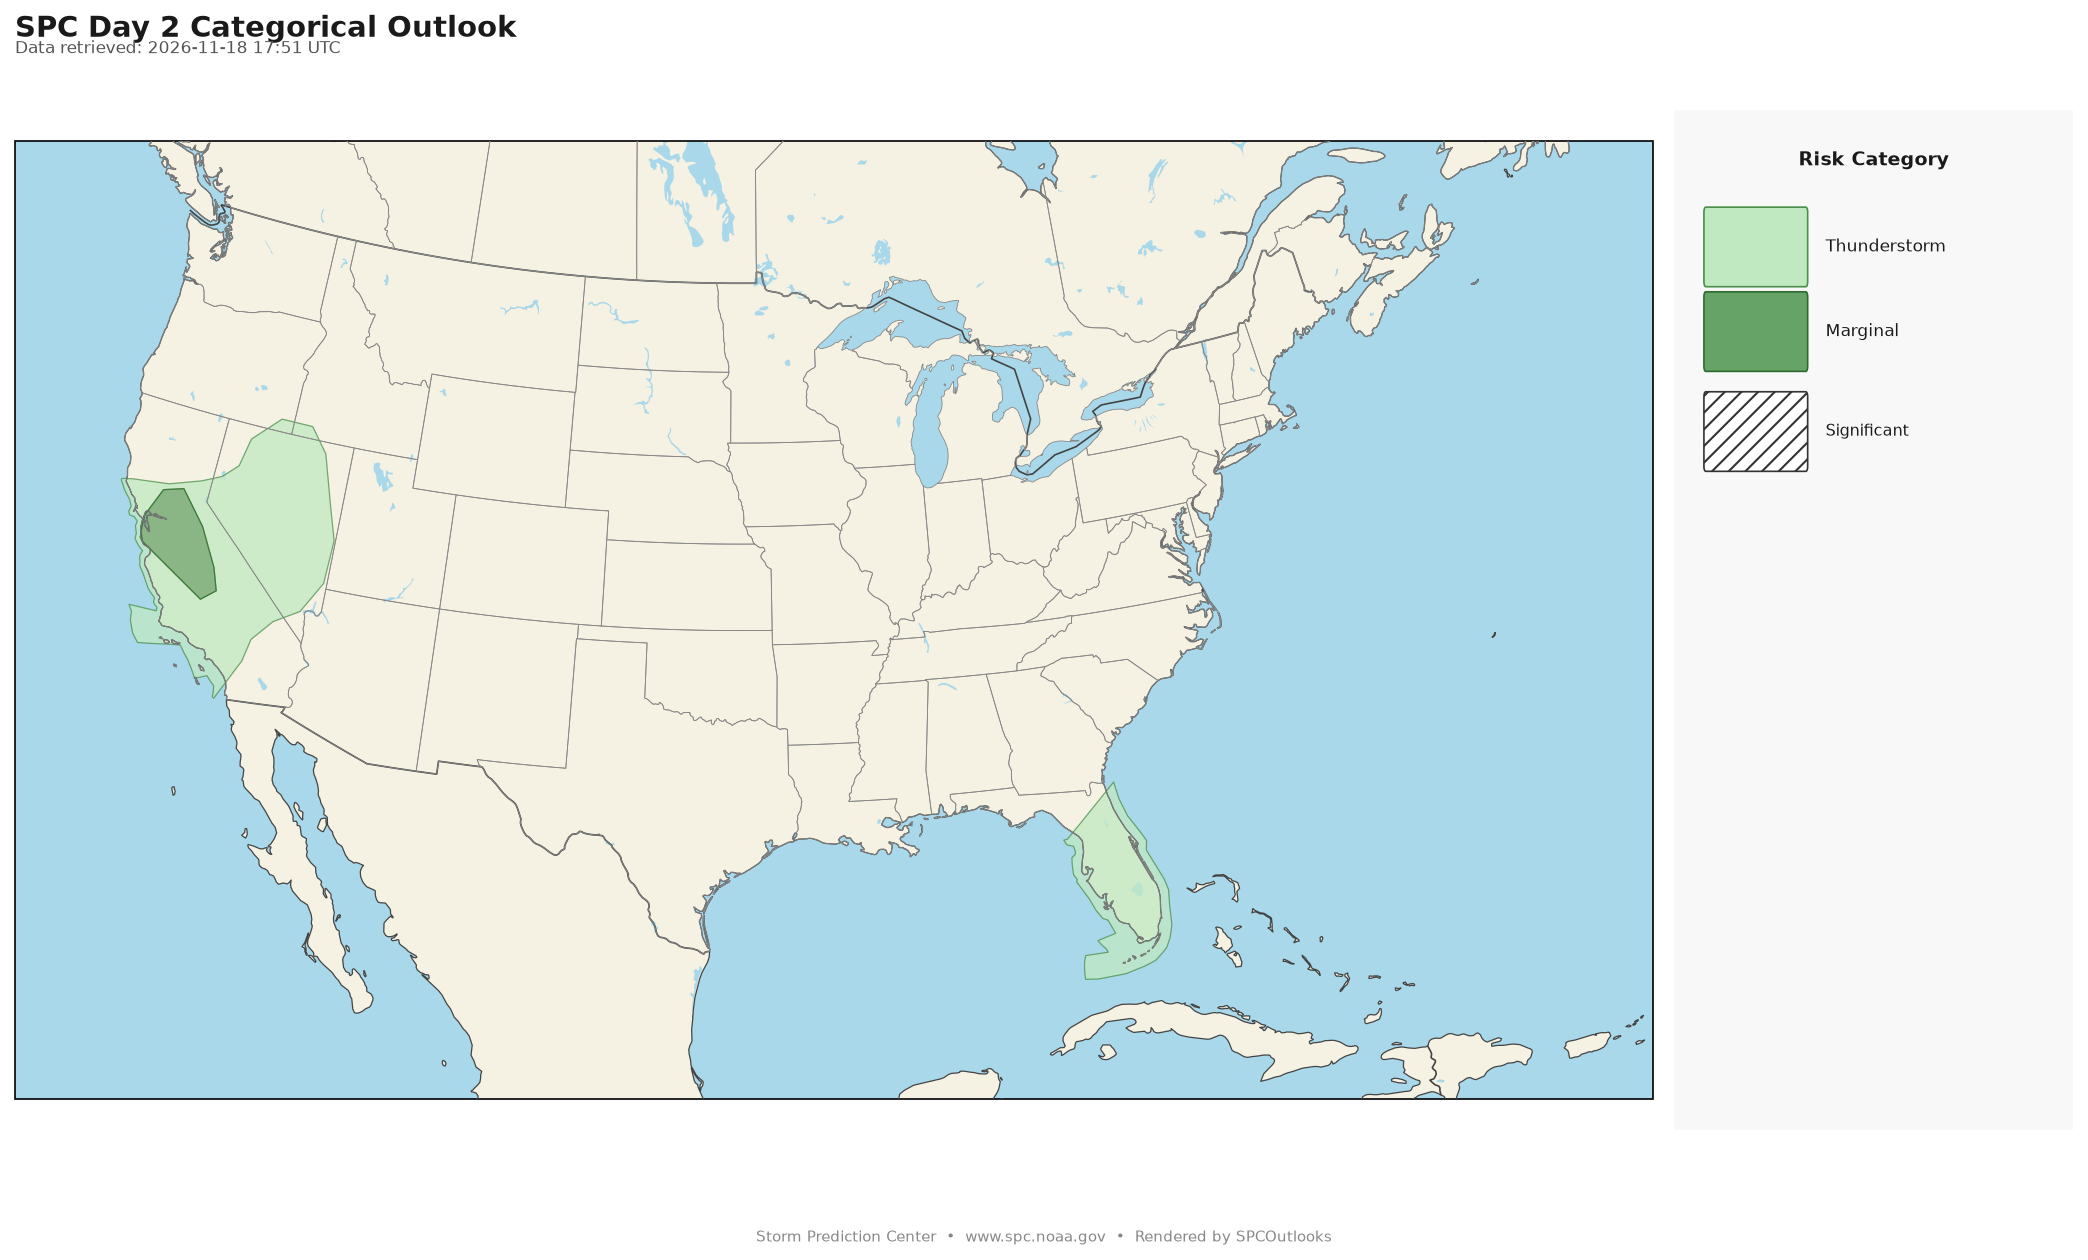 SPC Day 2 Categorical Outlook
Data retrieved: 2026-11-18 17:51 UTC
Risk Category
Thunderstorm
Marginal
Significant
Storm Prediction Center • www.spc.noaa.gov • Rendered by SPCOutlooks